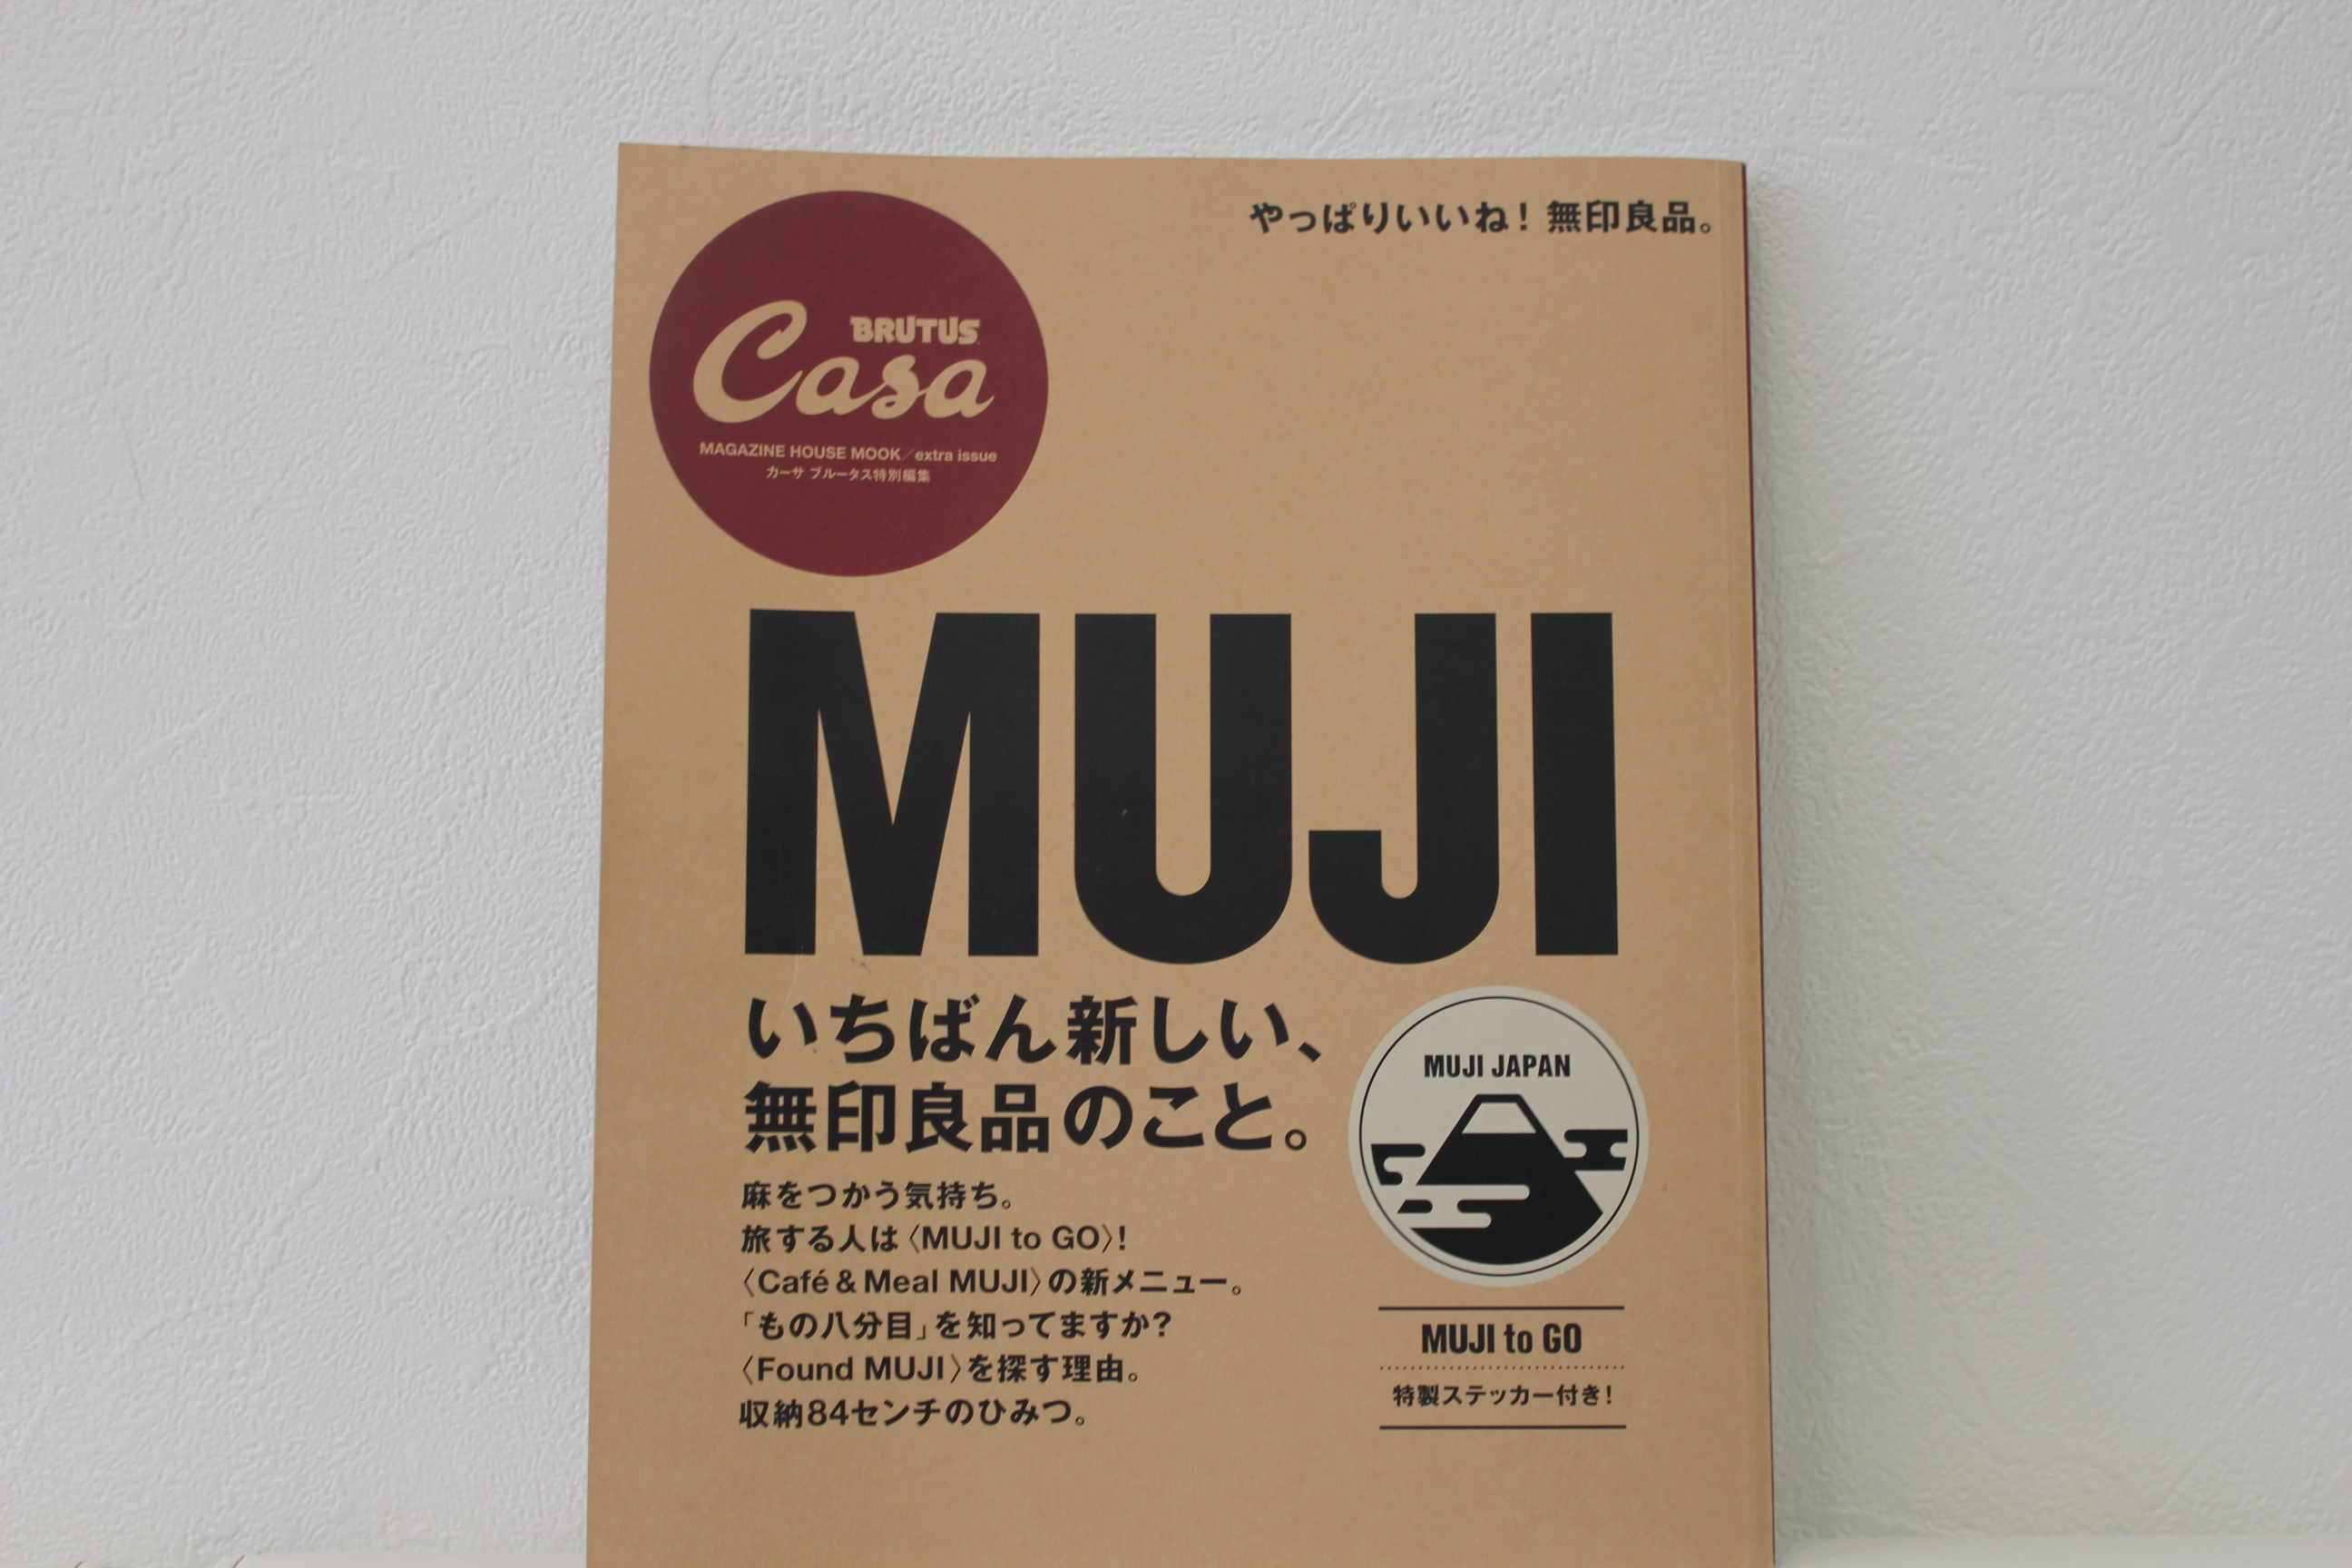 やっぱりいいね！無印良品。
BRUTUS
Casa
MAGAZINE HOUSE MOOK／extra issue
カーサ ブルータス特別編集
MUJI
いちばん新しい、
無印良品のこと。
麻をつかう気持ち。
旅する人は〈MUJI to GO〉！
〈Café & Meal MUJI〉の新メニュー。
「もの八分目」を知ってますか？
〈Found MUJI〉を探す理由。
収納84センチのひみつ。
MUJI JAPAN
MUJI to GO
特製ステッカー付き！